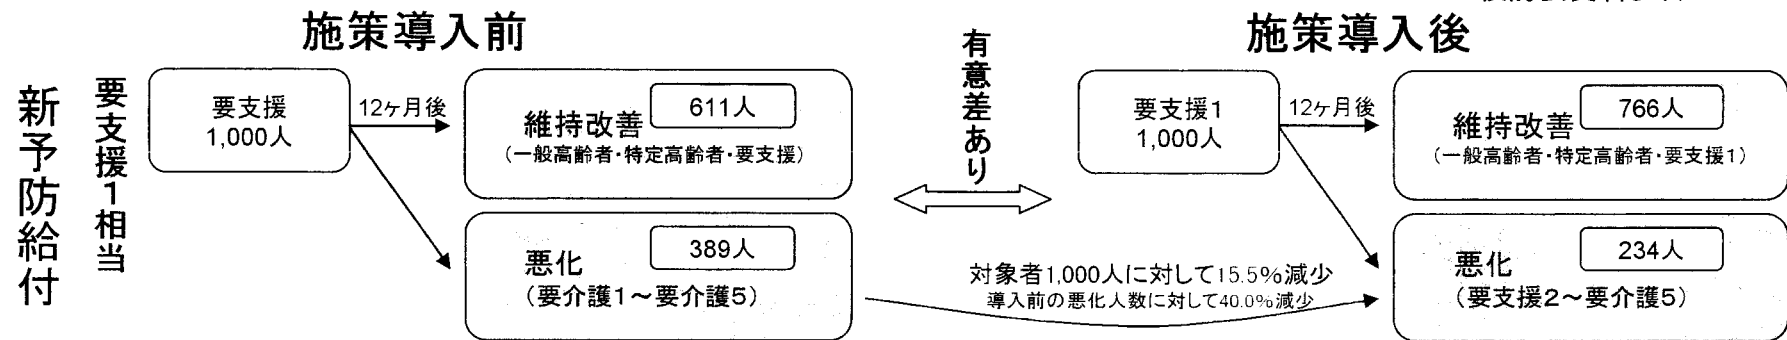 施策導入前
施策導入後
新予防給付
要支援1相当
要支援
1,000人
12ヶ月後
維持改善
611人
(一般高齢者・特定高齢者・要支援)
悪化
389人
(要介護1～要介護5)
有意差あり
対象者1,000人に対して15.5%減少
導入前の悪化人数に対して40.0%減少
要支援1
1,000人
12ヶ月後
維持改善
766人
(一般高齢者・特定高齢者・要支援1)
悪化
234人
(要支援2～要介護5)